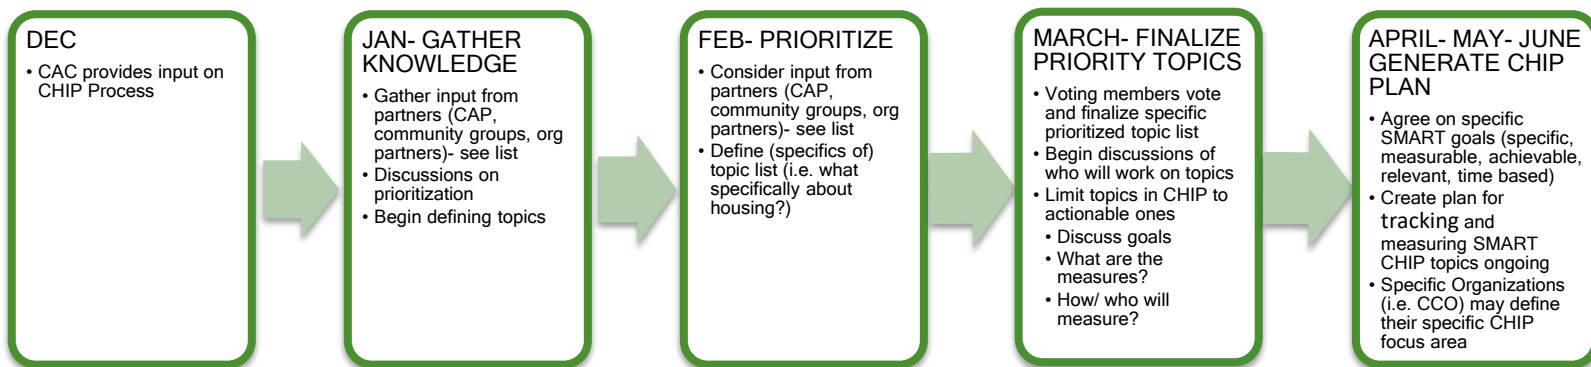 DEC
• CAC provides input on
CHIP Process
JAN- GATHER
KNOWLEDGE
• Gather input from
partners (CAP,
community groups, org
partners)- see list
• Discussions on
prioritization
• Begin defining topics
FEB- PRIORITIZE
• Consider input from
partners (CAP,
community groups, org
partners)- see list
• Define (specifics of)
topic list (i.e. what
specifically about
housing?)
MARCH- FINALIZE
PRIORITY TOPICS
• Voting members vote
and finalize specific
prioritized topic list
• Begin discussions of
who will work on topics
• Limit topics in CHIP to
actionable ones
• Discuss goals
• What are the
measures?
• How/ who will
measure?
APRIL- MAY- JUNE
GENERATE CHIP
PLAN
• Agree on specific
SMART goals (specific,
measurable, achievable,
relevant, time based)
• Create plan for
tracking and
measuring SMART
CHIP topics ongoing
• Specific Organizations
(i.e. CCO) may define
their specific CHIP
focus area